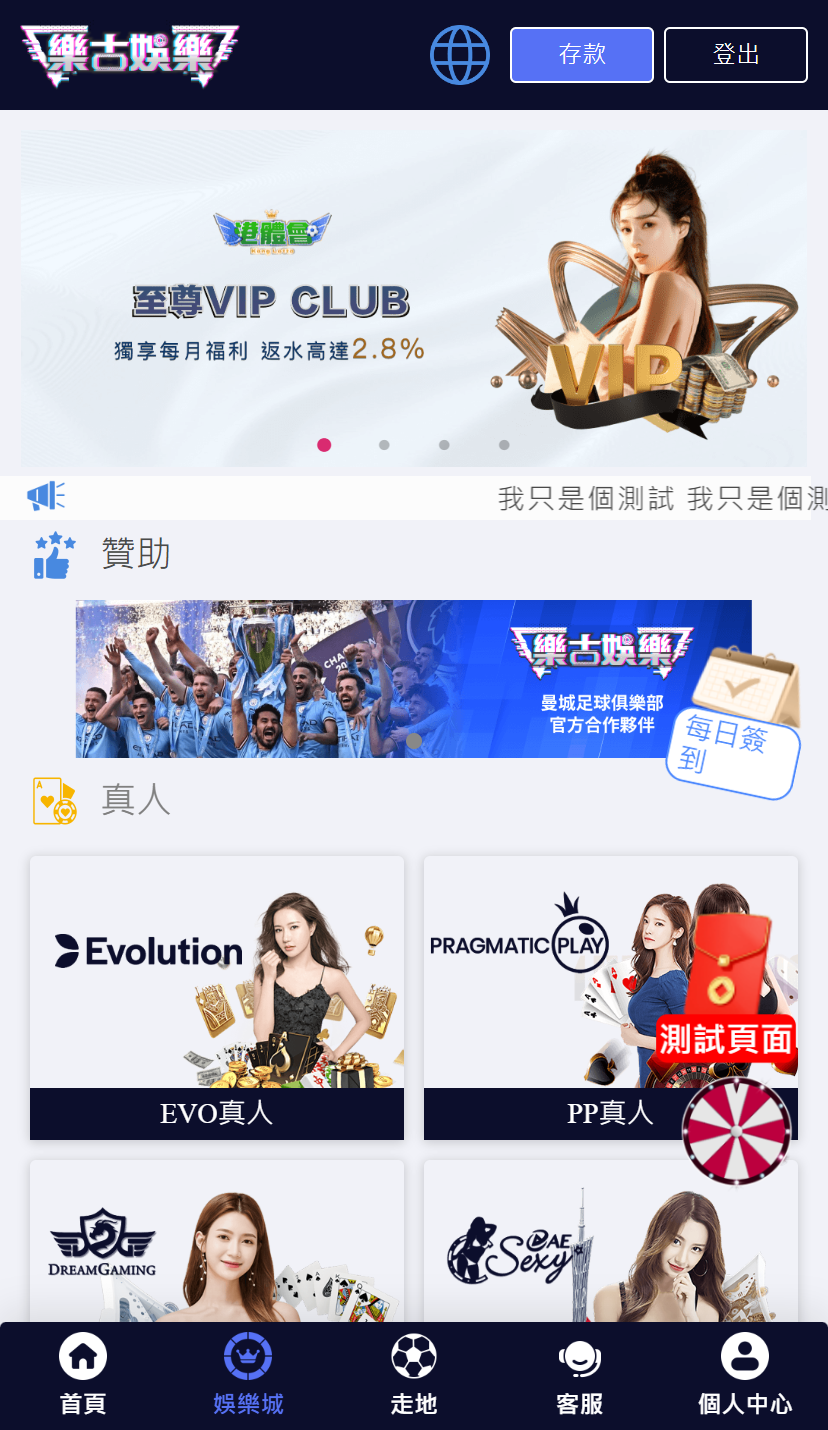 樂古娛樂
存款
登出
港體會
至尊VIP CLUB
獨享每月福利 返水高達2.8%
VIP
我只是個測試 我只是個測
贊助
樂古娛樂
曼城足球俱樂部
官方合作夥伴
每日簽
到
真人
Evolution
PRAGMATIC PLAY
測試頁面
EVO真人
PP真人
DREAMGAMING
AE
Sexy
首頁
娛樂城
走地
客服
個人中心